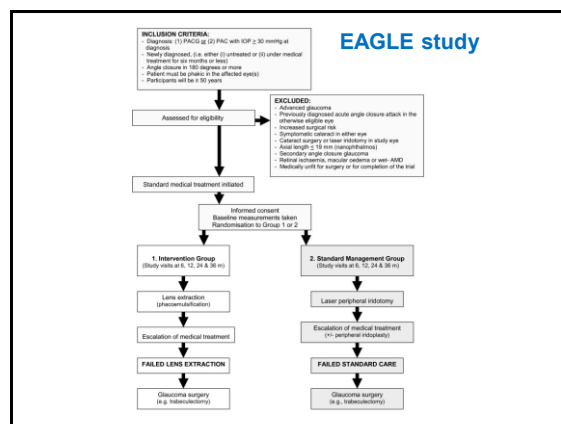 EAGLE study
INCLUSION CRITERIA:
- Diagnosis: (1) PACG or (2) PAC with IOP ≥ 30 mmHg at
diagnosis
- Newly diagnosed, (i.e. either (i) untreated or (ii) under medical
treatment for six months or less)
- Angle closure in 180 degrees or more
- Patient must be phakic in the affected eye(s)
- Participants will be ≥ 50 years
Assessed for eligibility
EXCLUDED:
- Advanced glaucoma
- Previously diagnosed acute angle closure attack in the
otherwise eligible eye
- Increased surgical risk
- Symptomatic cataract in either eye
- Cataract surgery or laser iridotomy in study eye
- Axial length ≤ 19 mm (nanophthalmos)
- Secondary angle closure glaucoma
- Retinal ischaemia, macular oedema or wet- AMD
- Medically unfit for surgery or for completion of the trial
Standard medical treatment initiated
Informed consent
Baseline measurements taken
Randomisation to Group 1 or 2
1. Intervention Group
(Study visits at 6, 12, 24 & 36 m)
Lens extraction
(phacoemulsification)
Escalation of medical treatment
FAILED LENS EXTRACTION
Glaucoma surgery
(e.g. trabeculectomy)
2. Standard Management Group
(Study visits at 6, 12, 24 & 36 m)
Laser peripheral iridotomy
Escalation of medical treatment
(+/- peripheral iridoplasty)
FAILED STANDARD CARE
Glaucoma surgery
(e.g., trabeculectomy)